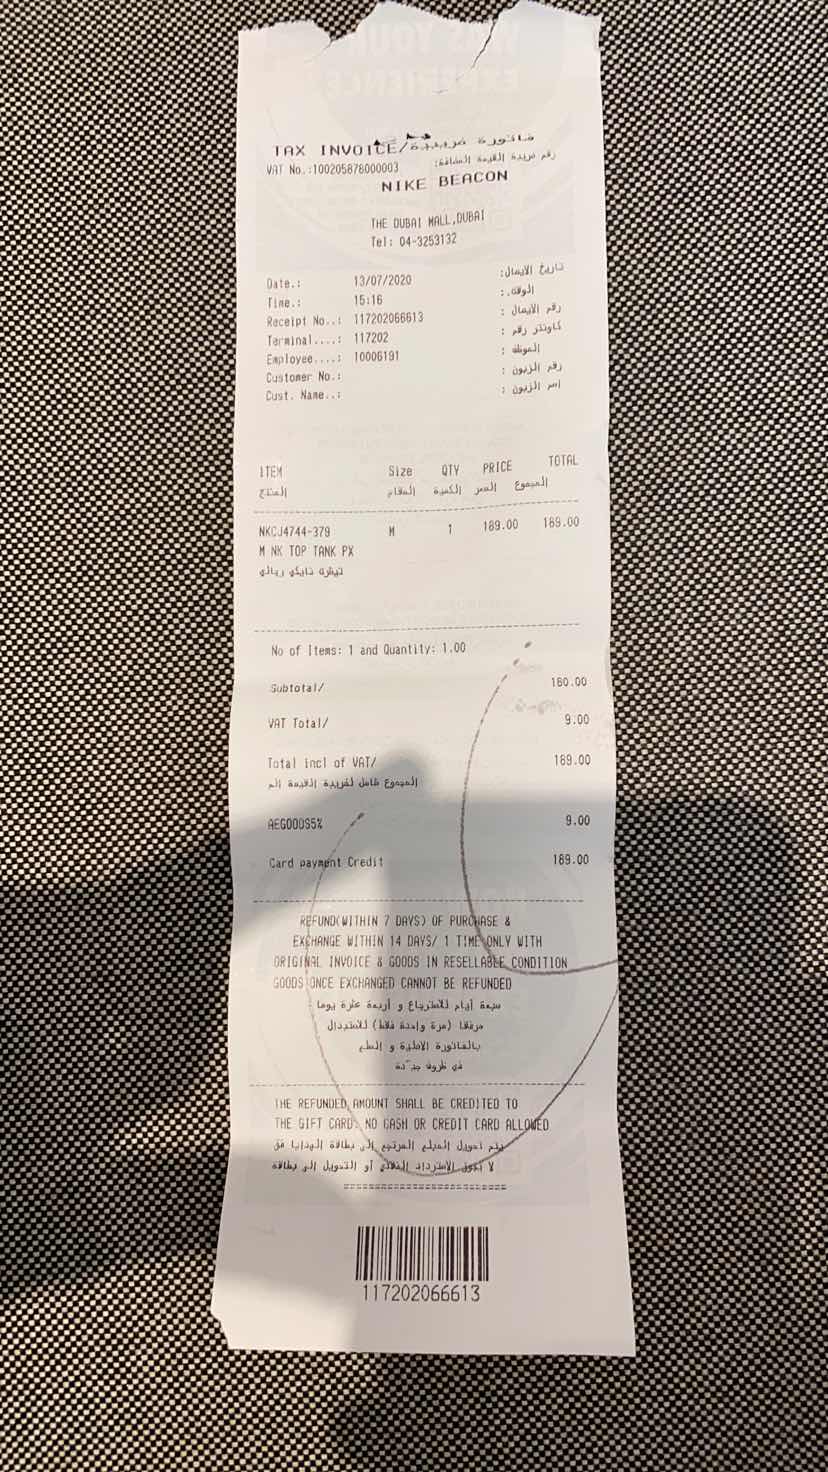 TAX INVOICE/فاتورة ضريبية
VAT No.:100205878000003 رقم ضريبة القيمة المضافة:
NIKE BEACON
THE DUBAI MALL,DUBAI
Tel: 04-3253132
Date.: 13/07/2020 تاريخ الايصال:
Time.: 15:16 الوقت.:
Receipt No..: 117202066613 رقم الأيصال :
Terminal....: 117202 كاونتر رقم :
Employee....: 10006191 الموظف :
Customer No.: رقم الزبون :
Cust. Name..: اسم الزبون :
ITEM Size QTY PRICE TOTAL
المنتج المقاس الكمية السعر المجموع
NKCJ4744-379 M 1 189.00 189.00
M NK TOP TANK PX
No of Items: 1 and Quantity: 1.00
Subtotal/ 180.00
VAT Total/ 9.00
Total incl of VAT/ 189.00
المجموع شامل لضريبة القيمة الم
AEGOODS5% 9.00
Card payment Credit 189.00
REFUND(WITHIN 7 DAYS) OF PURCHASE &
EXCHANGE WITHIN 14 DAYS/ 1 TIME ONLY WITH
ORIGINAL INVOICE & GOODS IN RESELLABLE CONDITION
GOODS ONCE EXCHANGED CANNOT BE REFUNDED
سبعة أيام للاسترجاع و أربعة عشرة يوما
مرفقا (مرة واحدة فقط) للاستبدال
بالفاتورة الأصلية و السلع
في ظروف جيّدة
THE REFUNDED AMOUNT SHALL BE CREDITED TO
THE GIFT CARD. NO CASH OR CREDIT CARD ALLOWED
يتم تحويل المبلغ المرتجع إلى بطاقة الهدايا فق
لا يجوز الاسترداد النقدي أو التحويل إلى بطاقة
117202066613